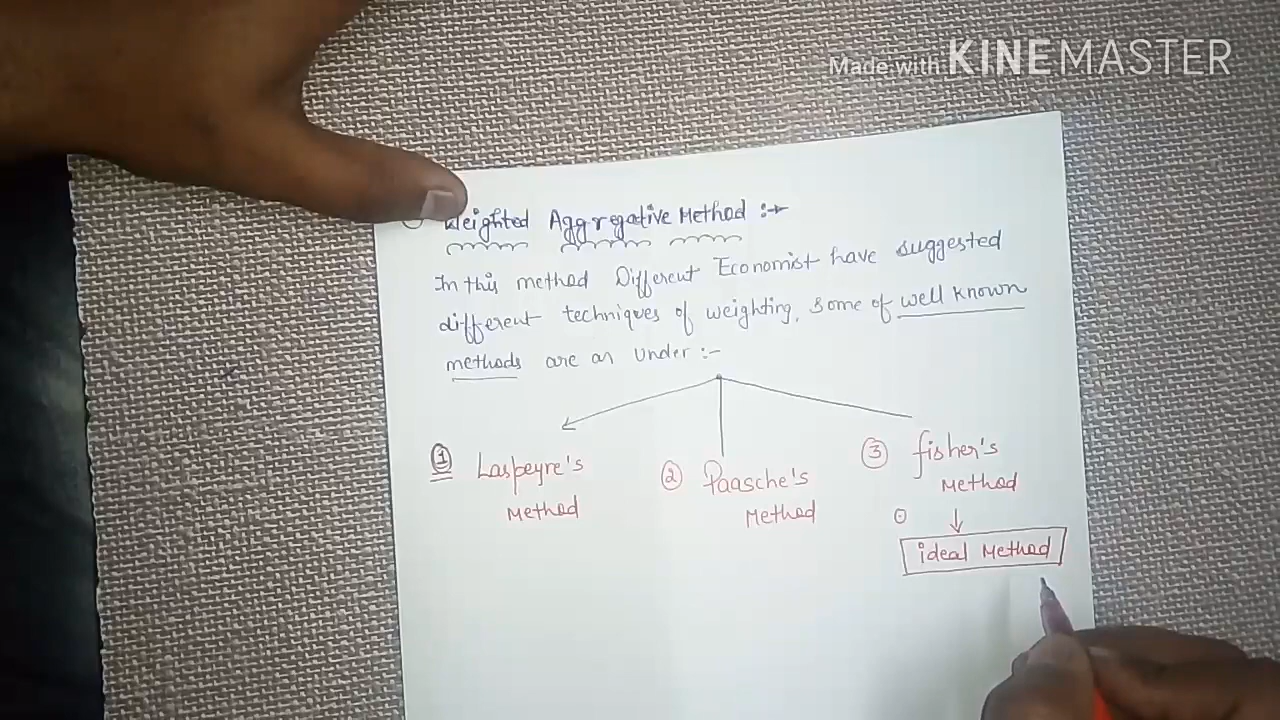 Made with KINEMASTER
Weighted Aggregative Method :→
In this method Different Economist have suggested
different techniques of weighting, Some of well known
methods are an under :-
① Laspeyre's
Method
② Paasche's
Method
③ fisher's
Method
ideal Method